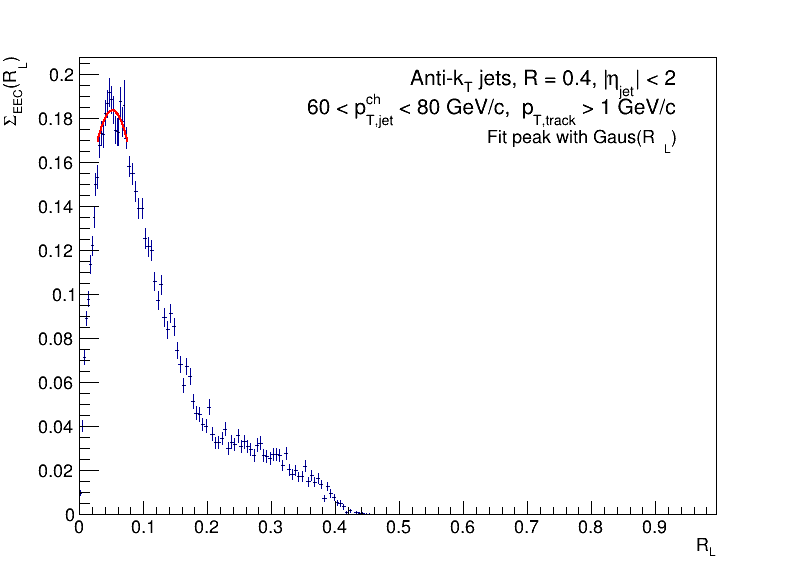 Σ_EEC(R_L)
Anti-k_T jets, R = 0.4, |η_jet| < 2
60 < p_T,jet^ch < 80 GeV/c, p_T,track > 1 GeV/c
Fit peak with Gaus(R_L)
0.2
0.18
0.16
0.14
0.12
0.1
0.08
0.06
0.04
0.02
0
0 0.1 0.2 0.3 0.4 0.5 0.6 0.7 0.8 0.9
R_L